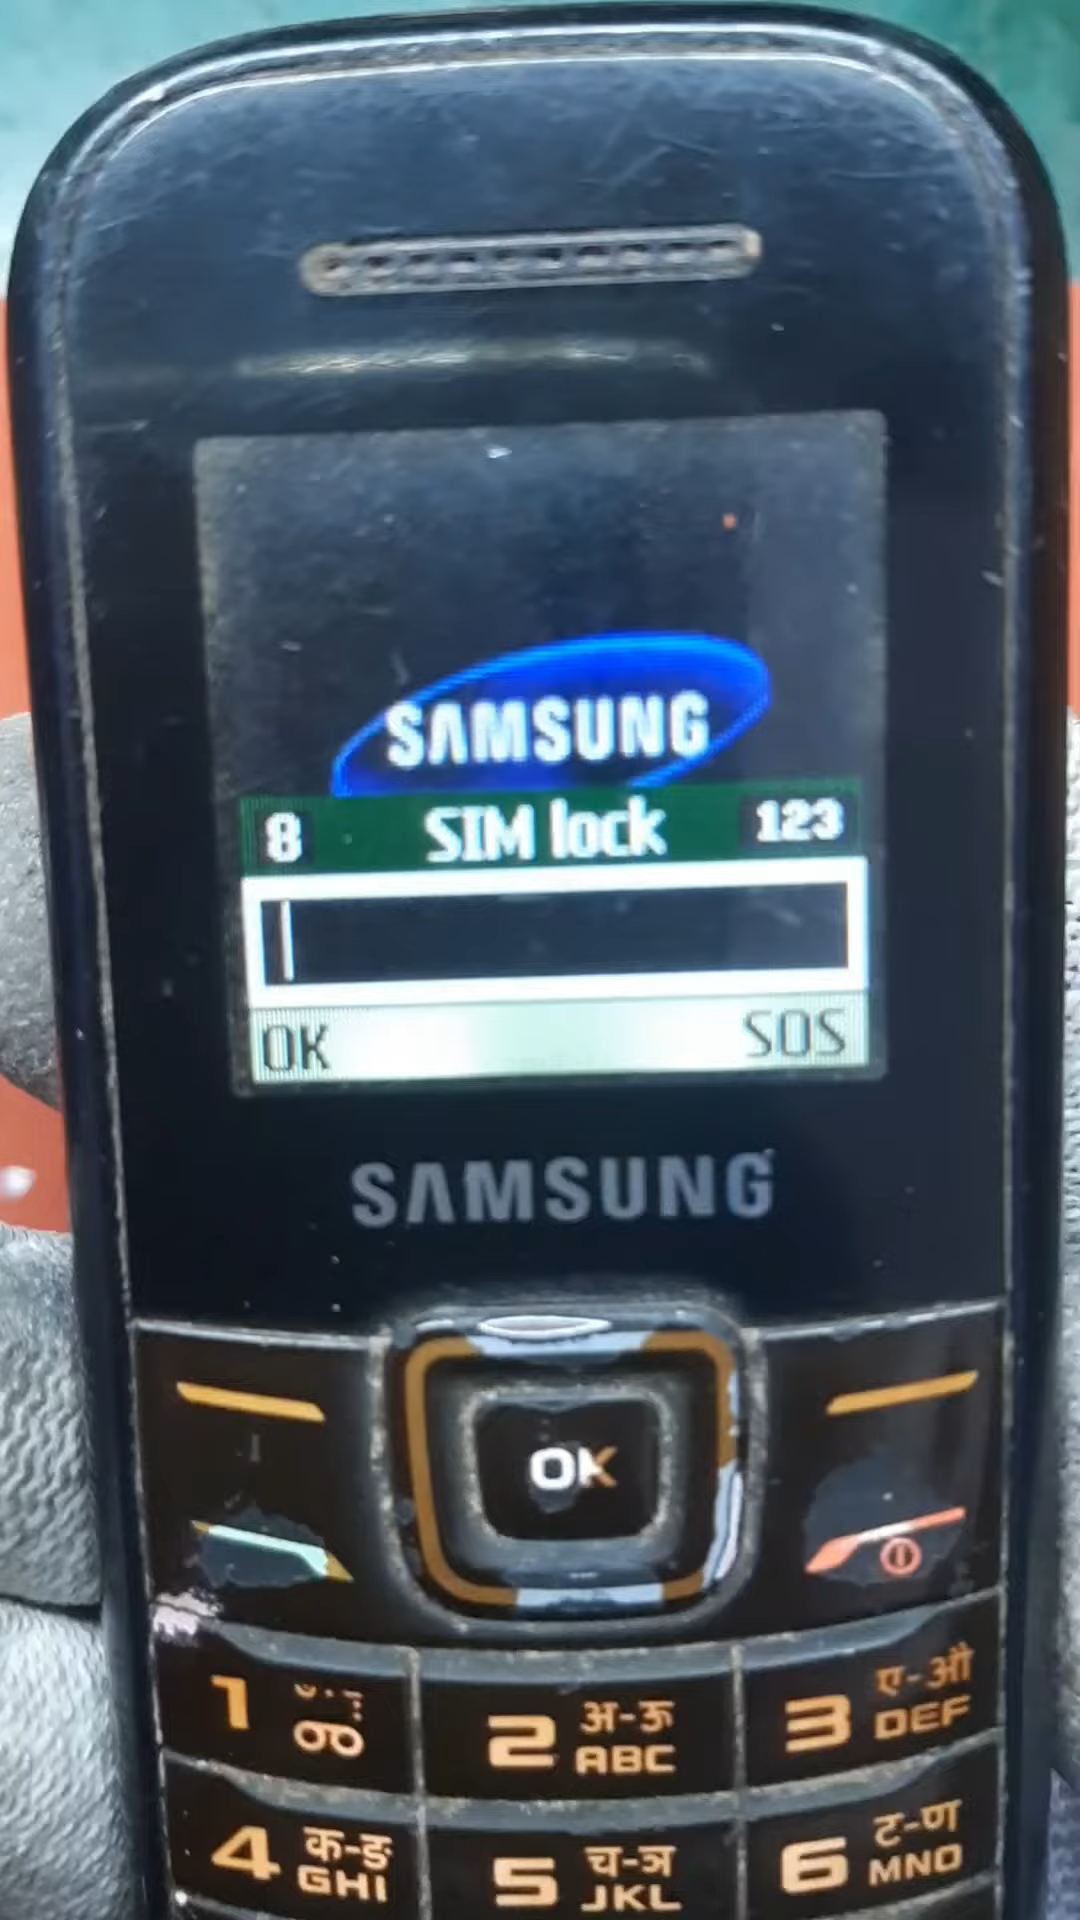 SAMSUNG
8 SIM lock 123
OK SOS
SAMSUNG
OK
1
2 अ-ऊ ABC
3 ए-औ DEF
4 क-ङ GHI
5 च-ञ JKL
6 ट-ण MNO